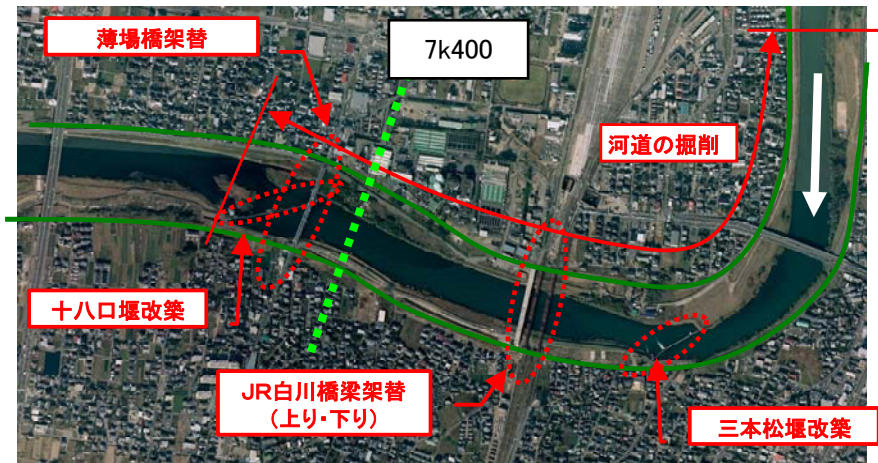 薄場橋架替
7k400
河道の掘削
十八口堰改築
JR白川橋梁架替
(上り・下り)
三本松堰改築